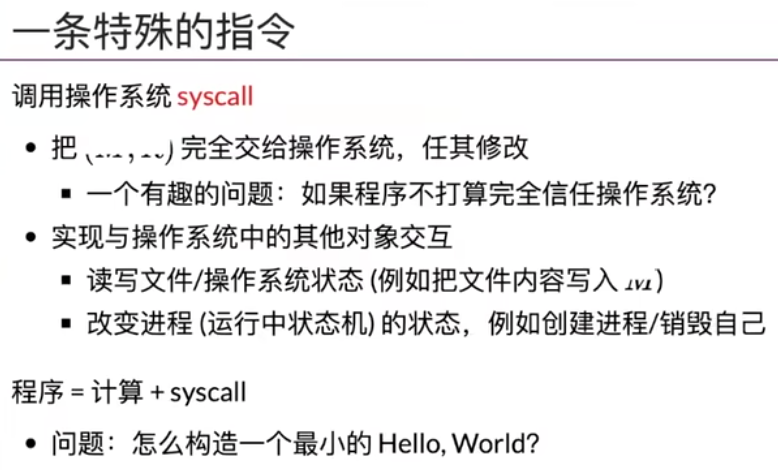 一条特殊的指令
调用操作系统 syscall
把 完全交给操作系统，任其修改
一个有趣的问题：如果程序不打算完全信任操作系统？
实现与操作系统中的其他对象交互
读写文件/操作系统状态 (例如把文件内容写入 )
改变进程 (运行中状态机) 的状态，例如创建进程/销毁自己
程序 = 计算 + syscall
问题：怎么构造一个最小的 Hello, World?